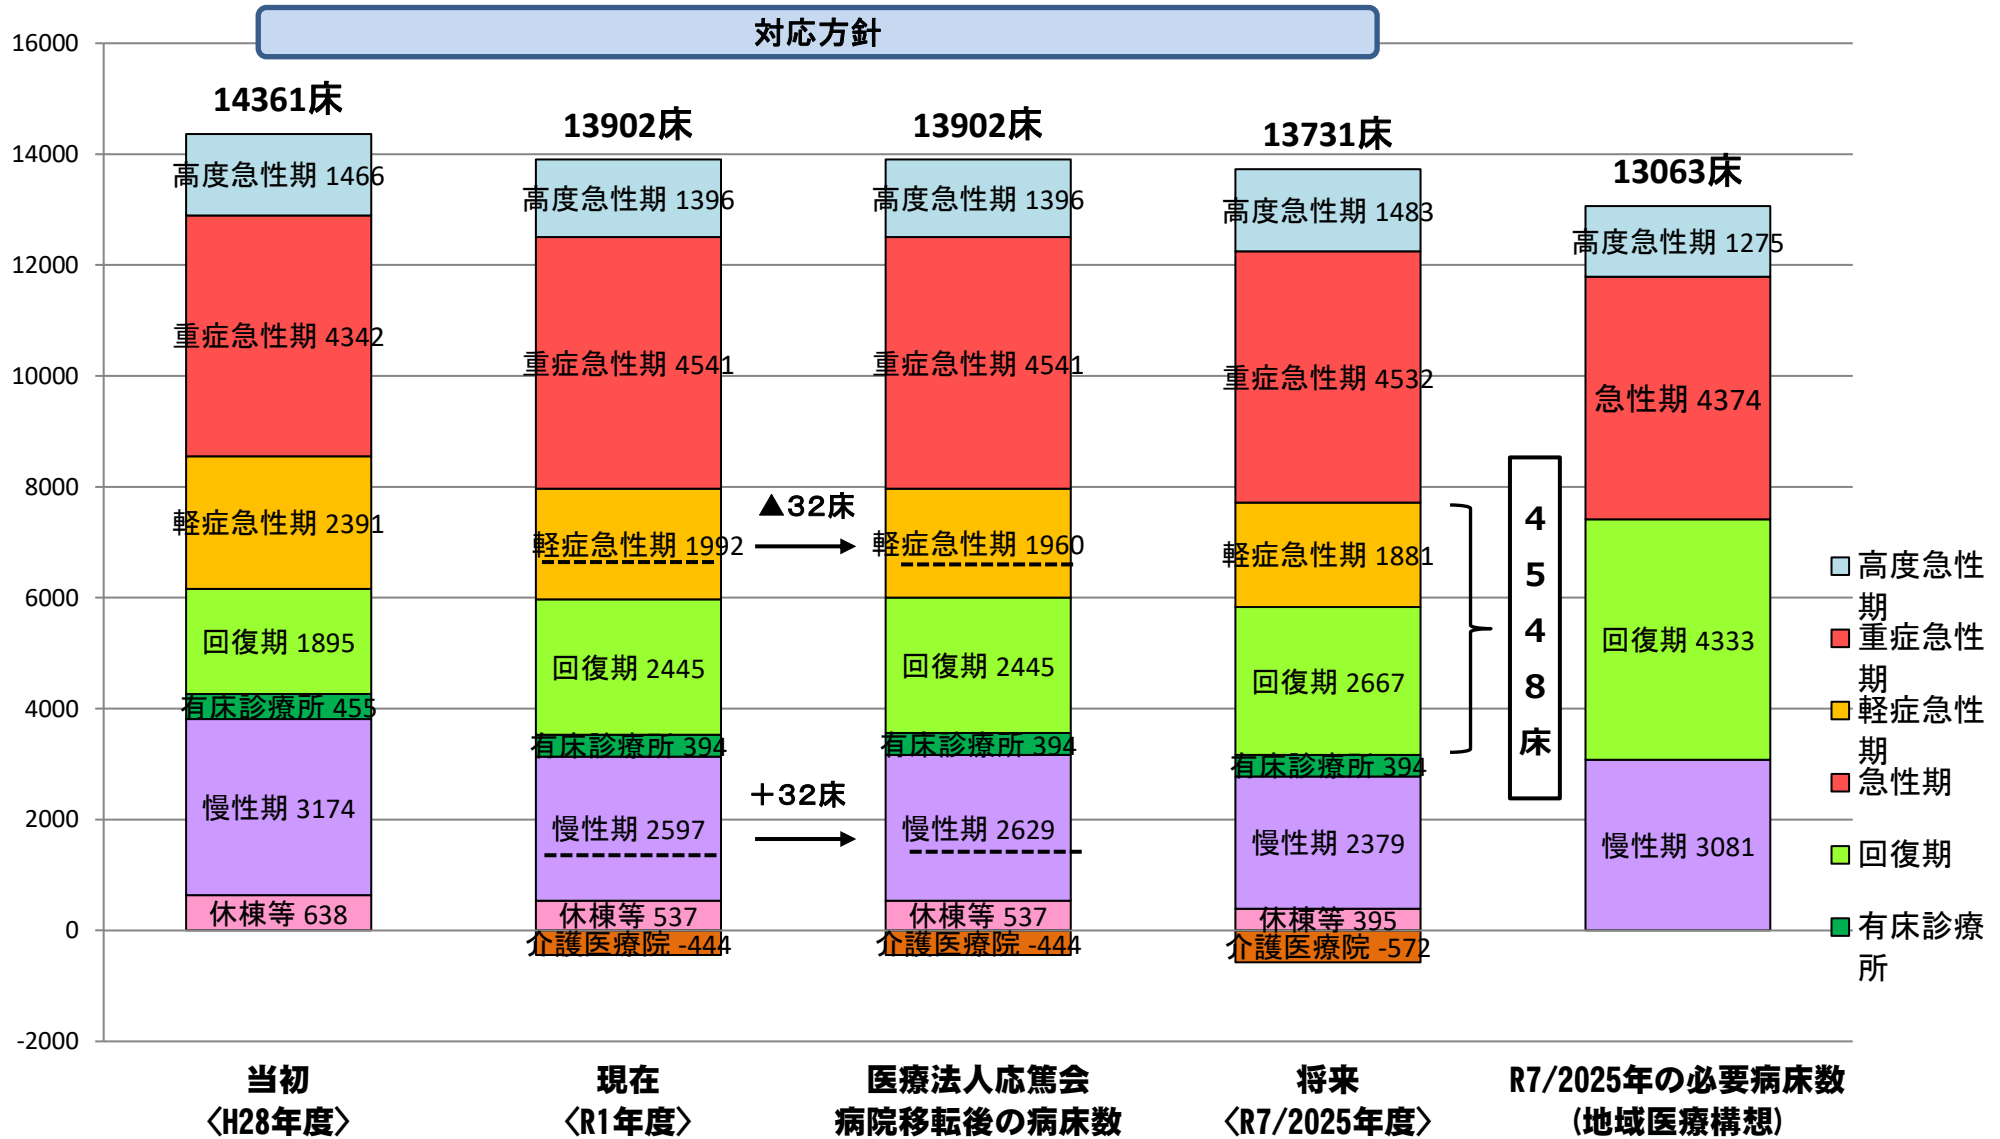 対応方針
16000
14000
12000
10000
8000
6000
4000
2000
0
-2000
14361床
高度急性期 1466
重症急性期 4342
軽症急性期 2391
回復期 1895
有床診療所 455
慢性期 3174
休棟等 638
13902床
高度急性期 1396
重症急性期 4541
軽症急性期 1992
回復期 2445
有床診療所 394
慢性期 2597
休棟等 537
介護医療院 -444
▲32床
＋32床
13902床
高度急性期 1396
重症急性期 4541
軽症急性期 1960
回復期 2445
有床診療所 394
慢性期 2629
休棟等 537
介護医療院 -444
13731床
高度急性期 1483
重症急性期 4532
軽症急性期 1881
回復期 2667
有床診療所 394
慢性期 2379
休棟等 395
介護医療院 -572
４５４８床
13063床
高度急性期 1275
急性期 4374
回復期 4333
慢性期 3081
高度急性
期
重症急性
期
軽症急性
期
急性期
回復期
有床診療
所
当初
〈H28年度〉
現在
〈R1年度〉
医療法人応篤会
病院移転後の病床数
将来
〈R7/2025年度〉
R7/2025年の必要病床数
(地域医療構想)